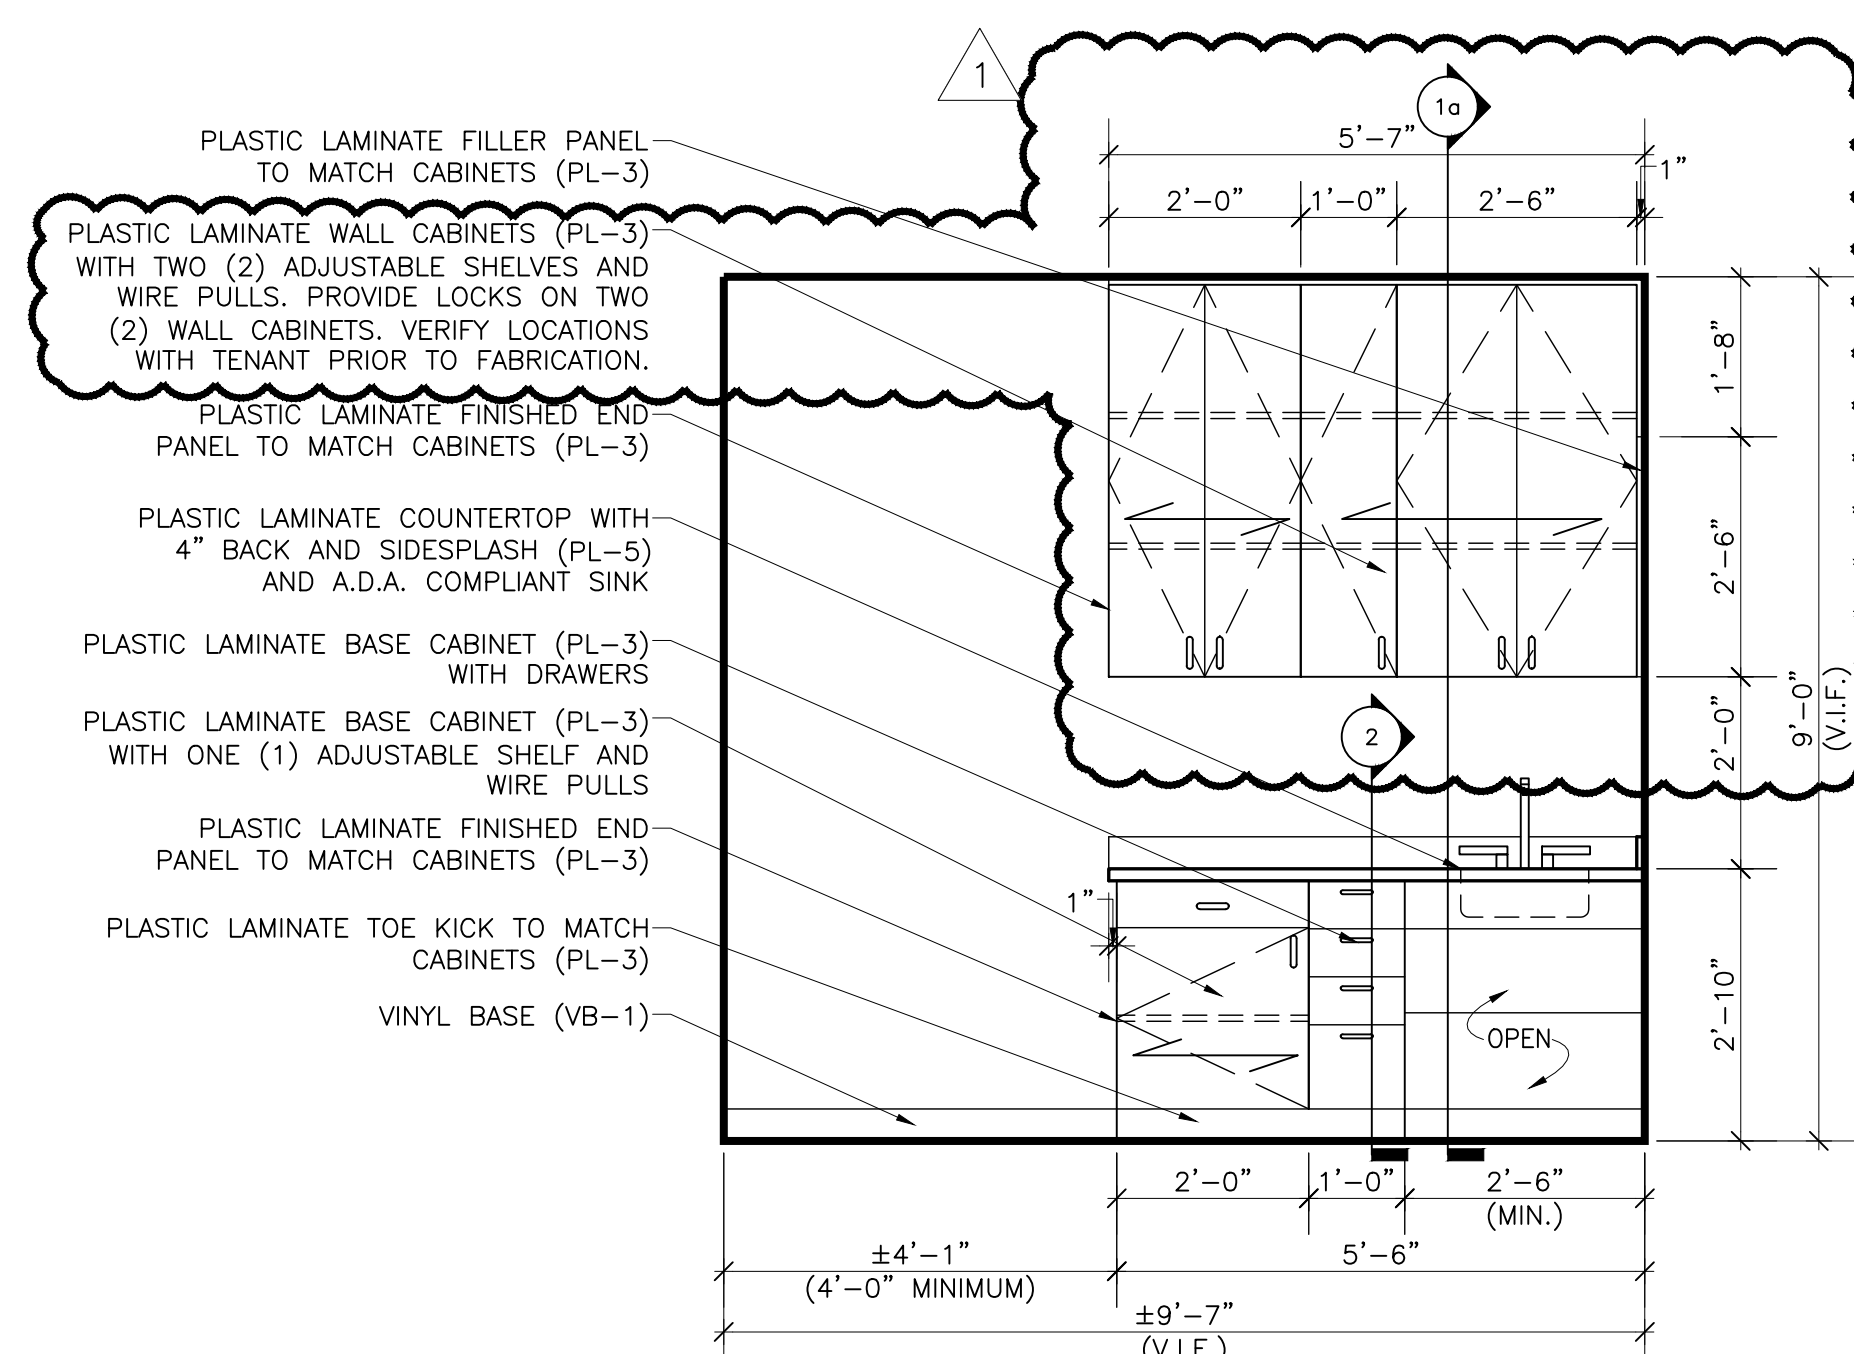 1
1a
5'-7"
1"
2'-0"
1'-0"
2'-6"
PLASTIC LAMINATE FILLER PANEL
TO MATCH CABINETS (PL-3)
PLASTIC LAMINATE WALL CABINETS (PL-3)
WITH TWO (2) ADJUSTABLE SHELVES AND
WIRE PULLS. PROVIDE LOCKS ON TWO
(2) WALL CABINETS. VERIFY LOCATIONS
WITH TENANT PRIOR TO FABRICATION.
PLASTIC LAMINATE FINISHED END
PANEL TO MATCH CABINETS (PL-3)
PLASTIC LAMINATE COUNTERTOP WITH
4" BACK AND SIDESPLASH (PL-5)
AND A.D.A. COMPLIANT SINK
PLASTIC LAMINATE BASE CABINET (PL-3)
WITH DRAWERS
PLASTIC LAMINATE BASE CABINET (PL-3)
WITH ONE (1) ADJUSTABLE SHELF AND
WIRE PULLS
PLASTIC LAMINATE FINISHED END
PANEL TO MATCH CABINETS (PL-3)
PLASTIC LAMINATE TOE KICK TO MATCH
CABINETS (PL-3)
VINYL BASE (VB-1)
2
1"
OPEN
1'-8"
2'-6"
2'-0"
2'-10"
9'-0"
(V.I.F.)
2'-0"
1'-0"
2'-6"
(MIN.)
±4'-1"
(4'-0" MINIMUM)
5'-6"
±9'-7"
(V.I.F.)